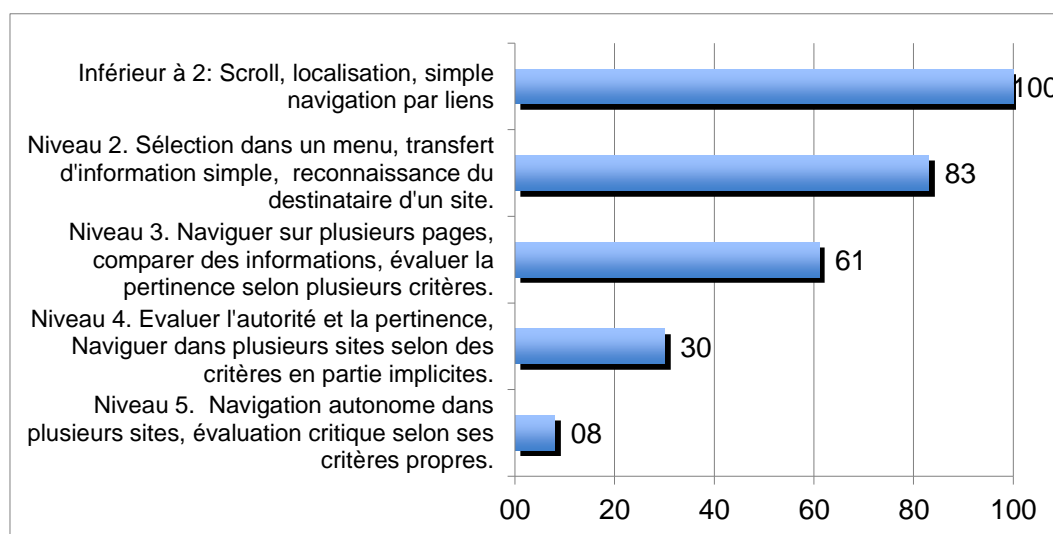 Inférieur à 2: Scroll, localisation, simple
navigation par liens
100
Niveau 2. Sélection dans un menu, transfert
d'information simple,  reconnaissance du
destinataire d'un site.
83
Niveau 3. Naviguer sur plusieurs pages,
comparer des informations, évaluer la
pertinence selon plusieurs critères.
61
Niveau 4. Evaluer l'autorité et la pertinence,
Naviguer dans plusieurs sites selon des
critères en partie implicites.
30
Niveau 5.  Navigation autonome dans
plusieurs sites, évaluation critique selon ses
critères propres.
08
00 20 40 60 80 100